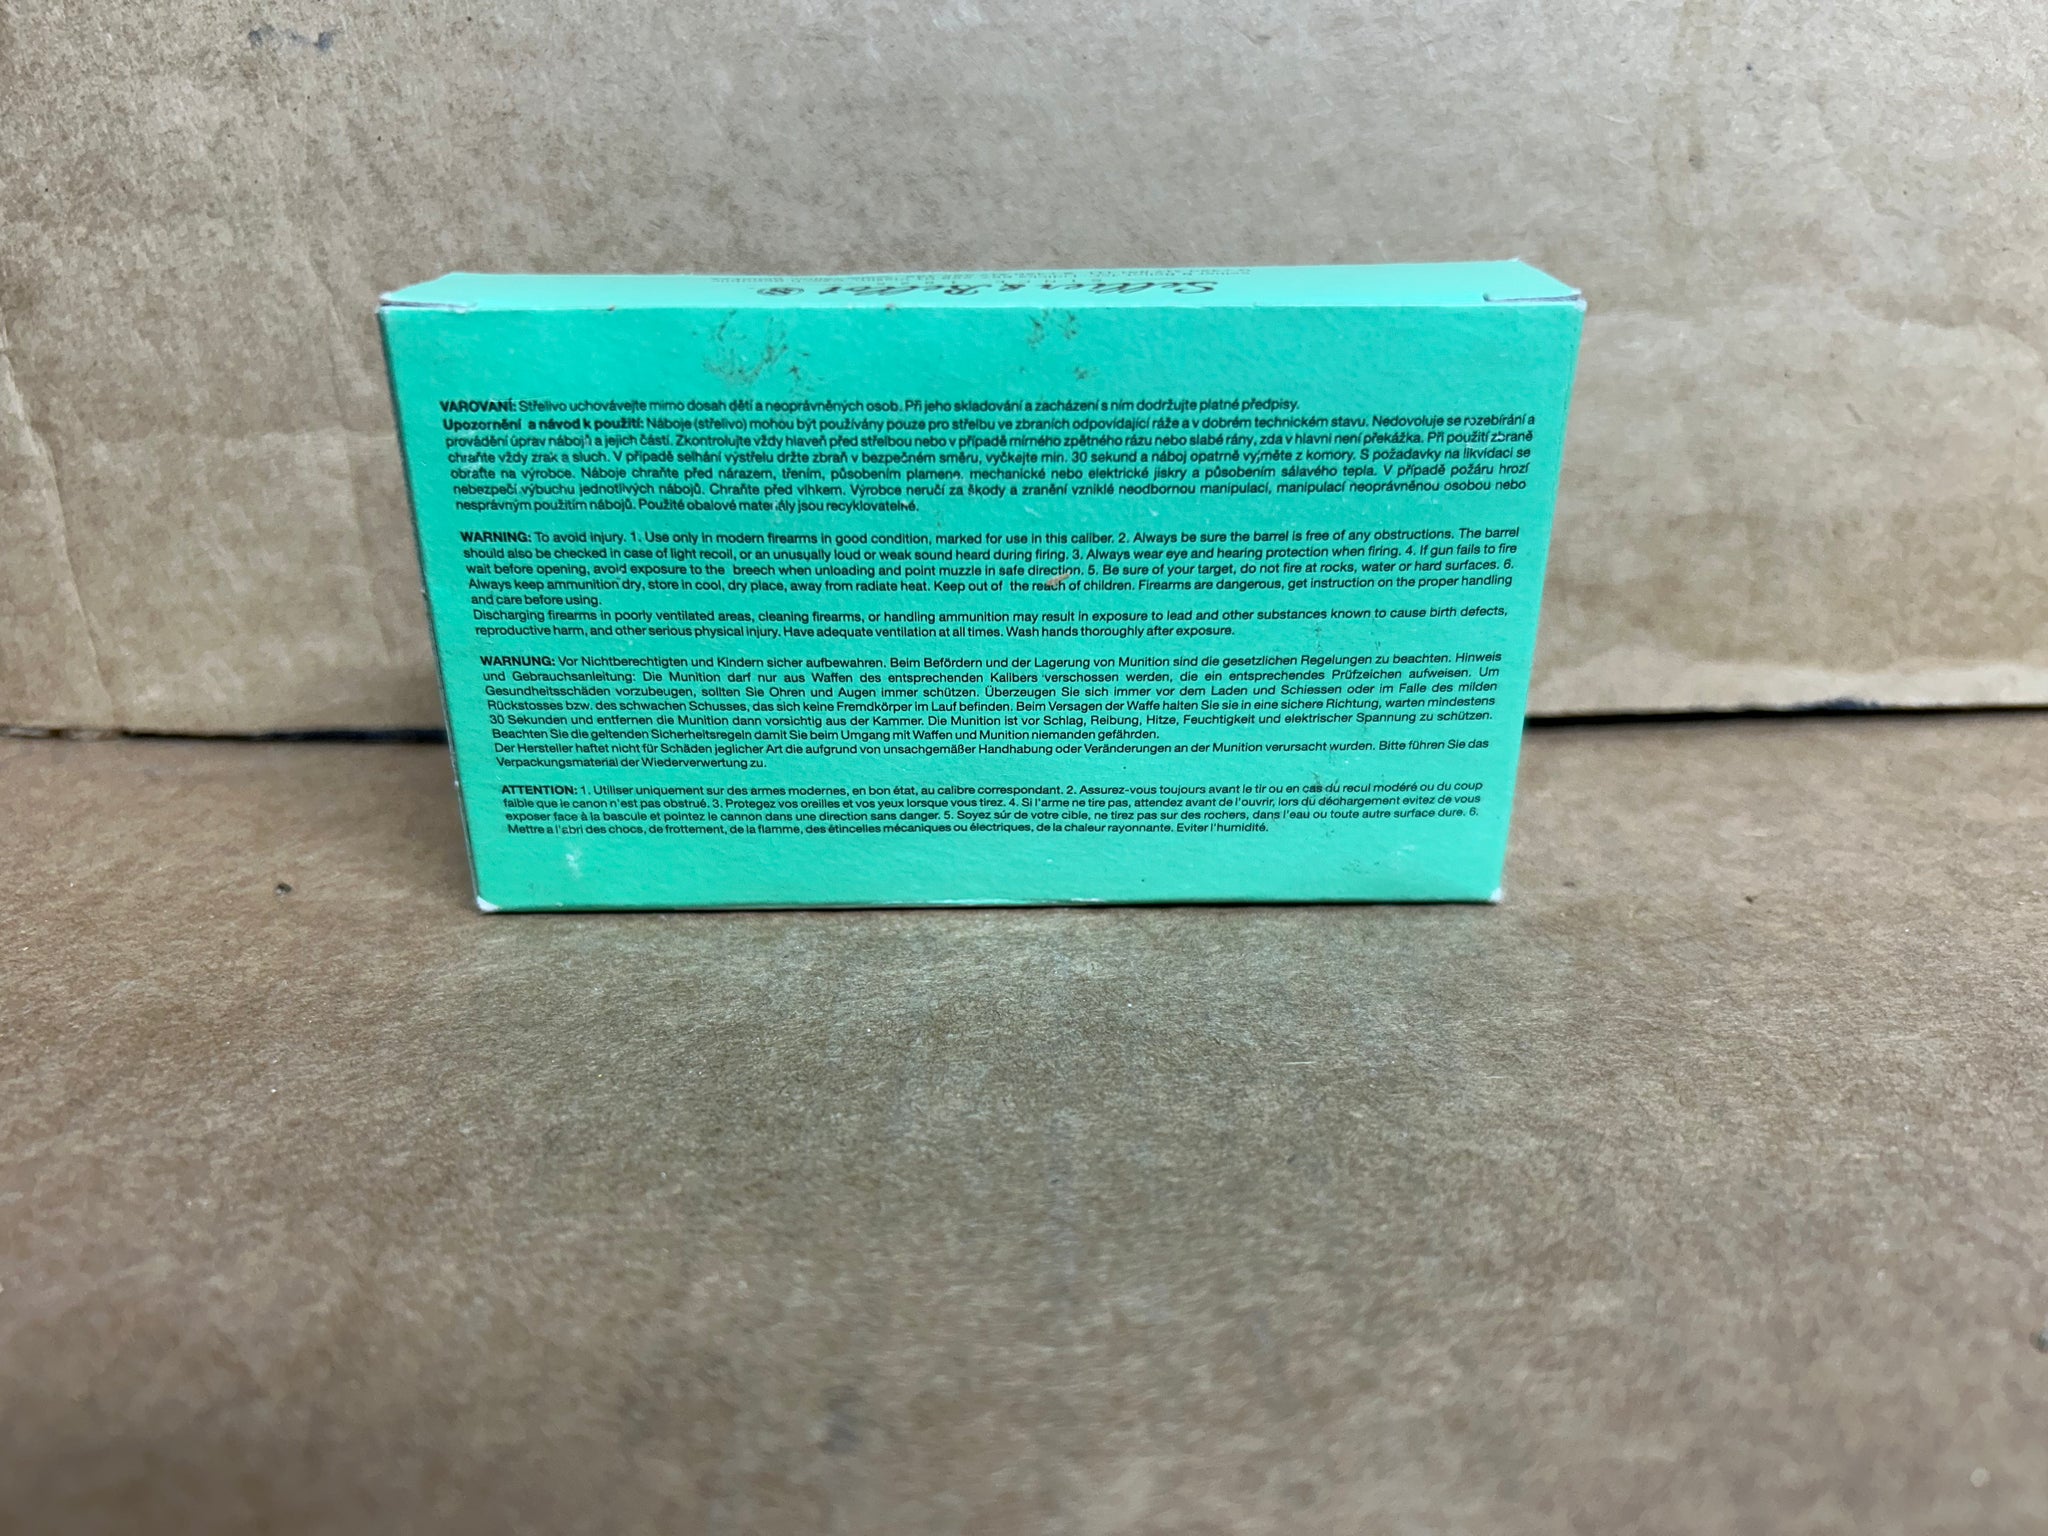 Sellier & Bellot
VAROVÁNÍ: Střelivo uchovávejte mimo dosah dětí a neoprávněných osob. Při jeho skladování a zacházení s ním dodržujte platné předpisy.
Upozornění a návod k použití: Náboje (střelivo) mohou být používány pouze pro střelbu ve zbraních odpovídající ráže a v dobrém technickém stavu. Nedovoluje se rozebírání a
provádění úprav nábojů a jejich částí. Zkontrolujte vždy hlaveň před střelbou nebo v případě mírného zpětného rázu nebo slabé rány, zda v hlavni není překážka. Při použití zbraně
chraňte vždy zrak a sluch. V případě selhání výstřelu držte zbraň v bezpečném směru, vyčkejte min. 30 sekund a náboj opatrně vyjměte z komory. S požadavky na likvidaci se
obraťte na výrobce. Náboje chraňte před nárazem, třením, působením plamene, mechanické nebo elektrické jiskry a působením sálavého tepla. V případě požáru hrozí
nebezpečí výbuchu jednotlivých nábojů. Chraňte před vlhkem. Výrobce neručí za škody a zranění vzniklé neodbornou manipulací, manipulací neoprávněnou osobou nebo
nesprávným použitím nábojů. Použité obalové materiály jsou recyklovatelné.
WARNING: To avoid injury. 1. Use only in modern firearms in good condition, marked for use in this caliber. 2. Always be sure the barrel is free of any obstructions. The barrel
should also be checked in case of light recoil, or an unusually loud or weak sound heard during firing. 3. Always wear eye and hearing protection when firing. 4. If gun fails to fire
wait before opening, avoid exposure to the breech when unloading and point muzzle in safe direction. 5. Be sure of your target, do not fire at rocks, water or hard surfaces. 6.
Always keep ammunition dry, store in cool, dry place, away from radiate heat. Keep out of the reach of children. Firearms are dangerous, get instruction on the proper handling
and care before using.
Discharging firearms in poorly ventilated areas, cleaning firearms, or handling ammunition may result in exposure to lead and other substances known to cause birth defects,
reproductive harm, and other serious physical injury. Have adequate ventilation at all times. Wash hands thoroughly after exposure.
WARNUNG: Vor Nichtberechtigten und Kindern sicher aufbewahren. Beim Befördern und der Lagerung von Munition sind die gesetzlichen Regelungen zu beachten. Hinweis
und Gebrauchsanleitung: Die Munition darf nur aus Waffen des entsprechenden Kalibers verschossen werden, die ein entsprechendes Prüfzeichen aufweisen. Um
Gesundheitsschäden vorzubeugen, sollten Sie Ohren und Augen immer schützen. Überzeugen Sie sich immer vor dem Laden und Schiessen oder im Falle des milden
Rückstosses bzw. des schwachen Schusses, das sich keine Fremdkörper im Lauf befinden. Beim Versagen der Waffe halten Sie sie in eine sichere Richtung, warten mindestens
30 Sekunden und entfernen die Munition dann vorsichtig aus der Kammer. Die Munition ist vor Schlag, Reibung, Hitze, Feuchtigkeit und elektrischer Spannung zu schützen.
Beachten Sie die geltenden Sicherheitsregeln damit Sie beim Umgang mit Waffen und Munition niemanden gefährden.
Der Hersteller haftet nicht für Schäden jeglicher Art die aufgrund von unsachgemäßer Handhabung oder Veränderungen an der Munition verursacht wurden. Bitte führen Sie das
Verpackungsmaterial der Wiederverwertung zu.
ATTENTION: 1. Utiliser uniquement sur des armes modernes, en bon état, au calibre correspondant. 2. Assurez-vous toujours avant le tir ou en cas du recul modéré ou du coup
faible que le canon n'est pas obstrué. 3. Protegez vos oreilles et vos yeux lorsque vous tirez. 4. Si l'arme ne tire pas, attendez avant de l'ouvrir, lors du déchargement evitez de vous
exposer face à la bascule et pointez le cannon dans une direction sans danger. 5. Soyez sûr de votre cible, ne tirez pas sur des rochers, dans l'eau ou toute autre surface dure. 6.
Mettre a l'abri des chocs, de frottement, de la flamme, des étincelles mécaniques ou électriques, de la chaleur rayonnante. Eviter l'humidité.